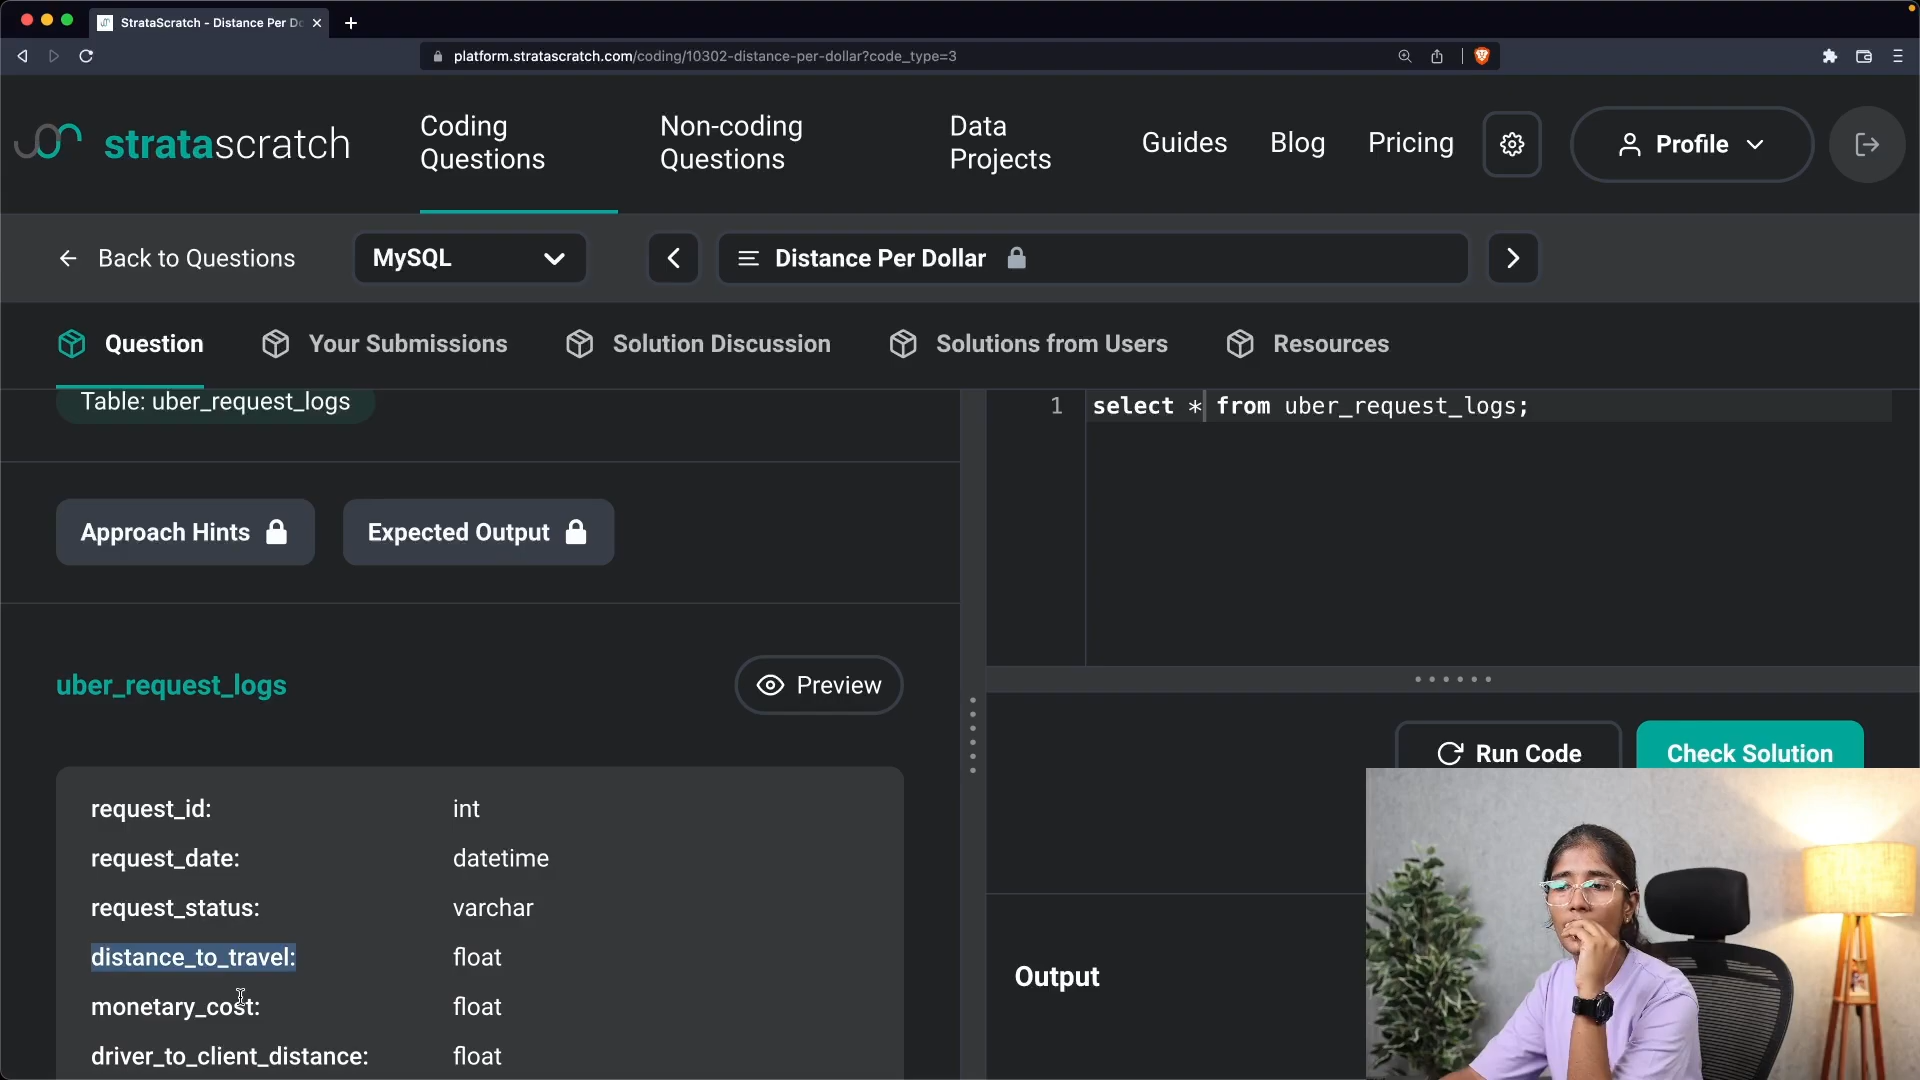 StrataScratch - Distance Per Do
platform.stratascratch.com/coding/10302-distance-per-dollar?code_type=3
stratascratch
Coding
Questions
Non-coding
Questions
Data
Projects
Guides
Blog
Pricing
Profile
Back to Questions
MySQL
Distance Per Dollar
Question
Your Submissions
Solution Discussion
Solutions from Users
Resources
Table: uber_request_logs
1 select * from uber_request_logs;
Approach Hints
Expected Output
uber_request_logs
Preview
Run Code
Check Solution
request_id: int
request_date: datetime
request_status: varchar
distance_to_travel: float
monetary_cost: float
driver_to_client_distance: float
Output